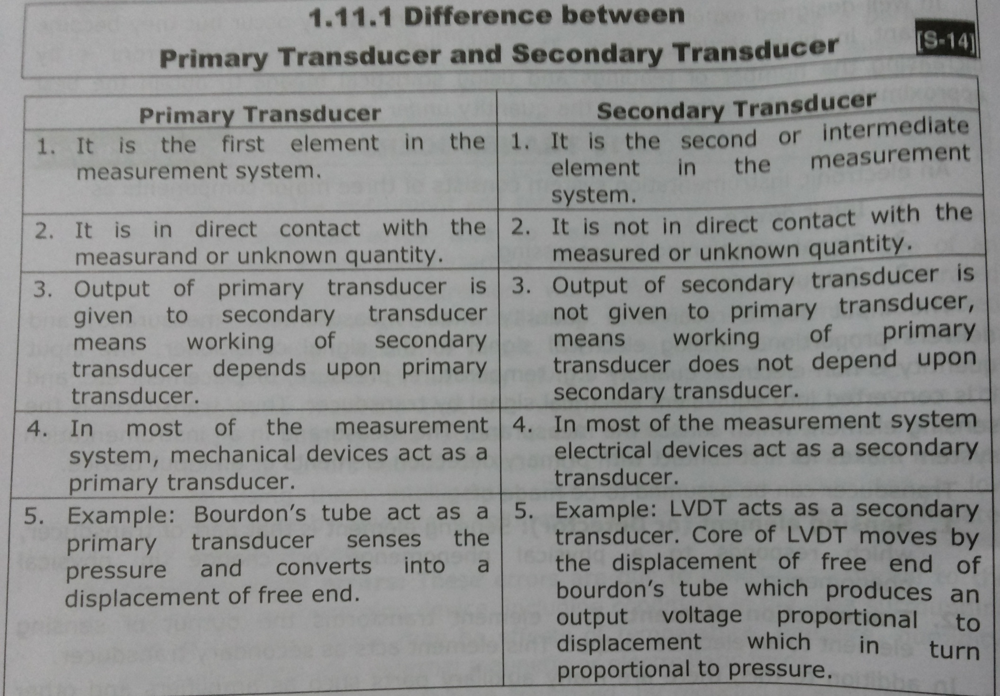 1.11.1 Difference between
Primary Transducer and Secondary Transducer
[S-14]
Primary Transducer
1. It is the first element in the
measurement system.
2. It is in direct contact with the
measurand or unknown quantity.
3. Output of primary transducer is
given to secondary transducer
means working of secondary
transducer depends upon primary
transducer.
4. In most of the measurement
system, mechanical devices act as a
primary transducer.
5. Example: Bourdon's tube act as a
primary transducer senses the
pressure and converts into a
displacement of free end.
Secondary Transducer
1. It is the second or intermediate
element in the measurement
system.
2. It is not in direct contact with the
measured or unknown quantity.
3. Output of secondary transducer is
not given to primary transducer,
means working of primary
transducer does not depend upon
secondary transducer.
4. In most of the measurement system
electrical devices act as a secondary
transducer.
5. Example: LVDT acts as a secondary
transducer. Core of LVDT moves by
the displacement of free end of
bourdon's tube which produces an
output voltage proportional to
displacement which in turn
proportional to pressure.